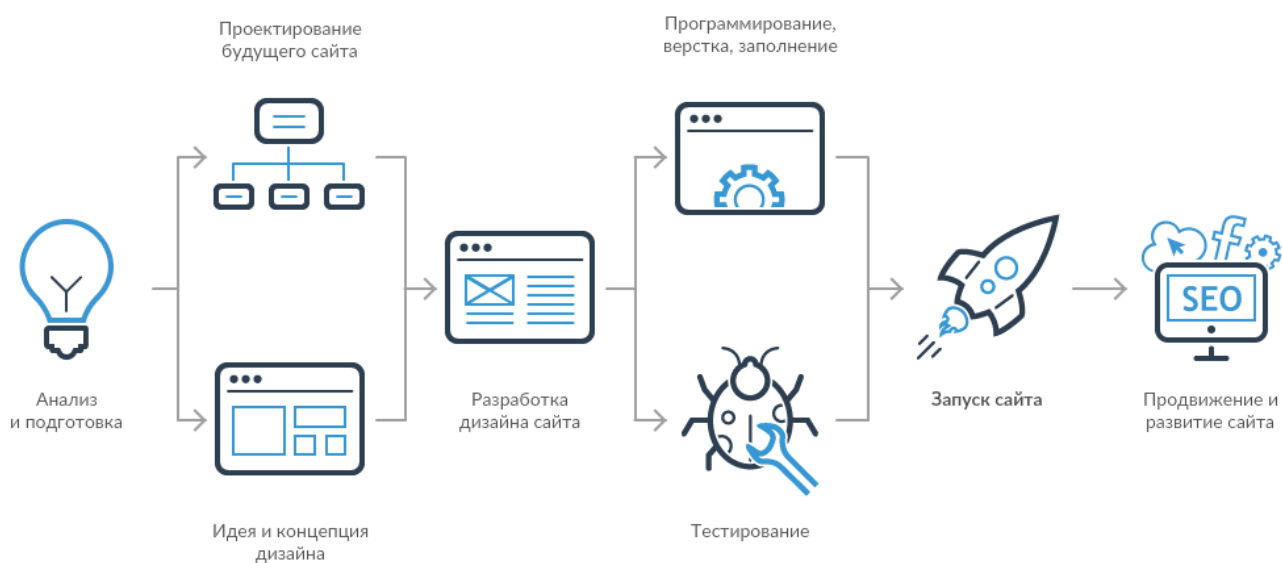 Проектирование
будущего сайта
Программирование,
верстка, заполнение
SEO
Анализ
и подготовка
Разработка
дизайна сайта
Запуск сайта
Продвижение и
развитие сайта
Идея и концепция
дизайна
Тестирование